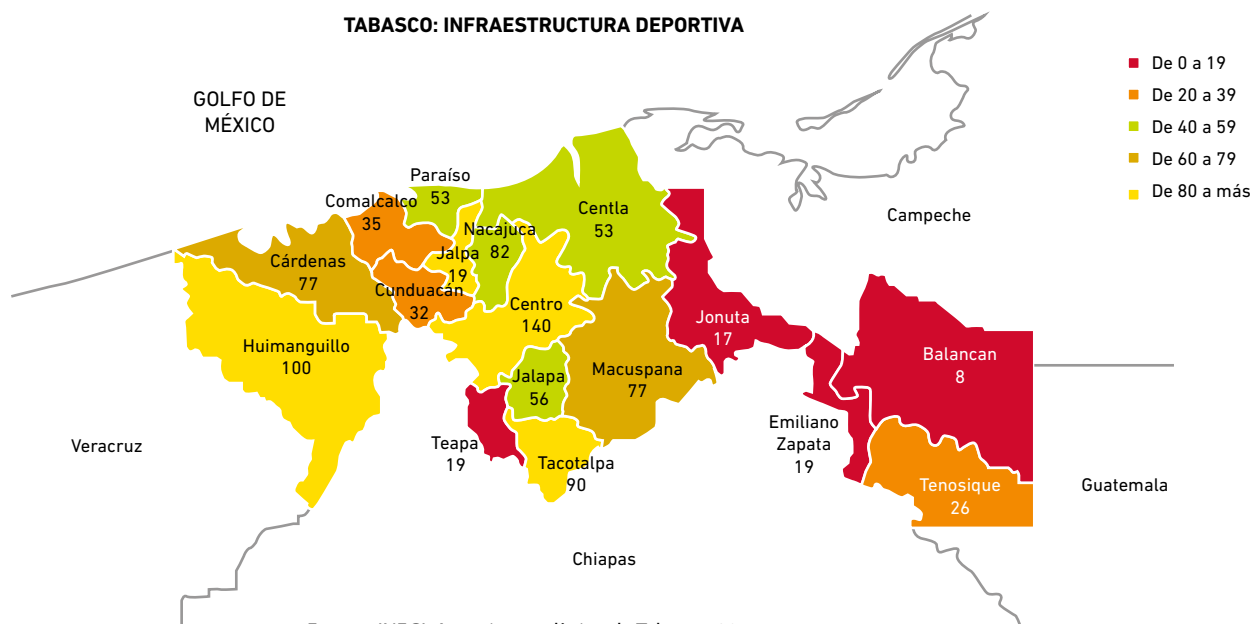 TABASCO: INFRAESTRUCTURA DEPORTIVA
De 0 a 19
De 20 a 39
De 40 a 59
De 60 a 79
De 80 a más
GOLFO DE
MÉXICO
Paraíso
53
Comalcalco
35
Centla
53
Nacajuca
82
Jalpa
19
Campeche
Cárdenas
77
Cunduacán
32
Centro
140
Jonuta
17
Huimanguillo
100
Balancan
8
Jalapa
56
Macuspana
77
Emiliano
Zapata
19
Veracruz
Teapa
19
Tacotalpa
90
Tenosique
26
Guatemala
Chiapas